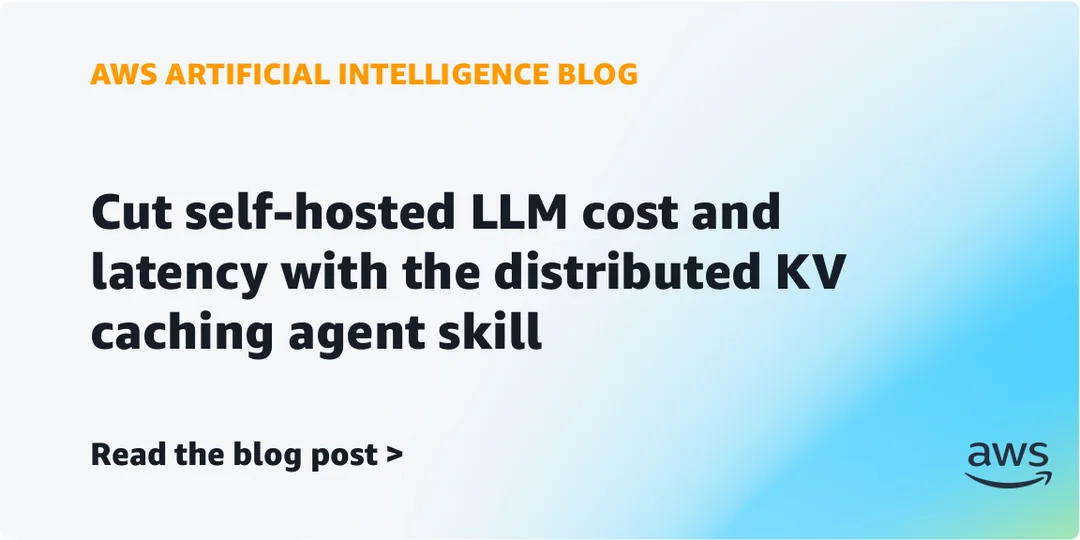 AWS ARTIFICIAL INTELLIGENCE BLOG
Cut self-hosted LLM cost and
latency with the distributed KV
caching agent skill
Read the blog post >
aws